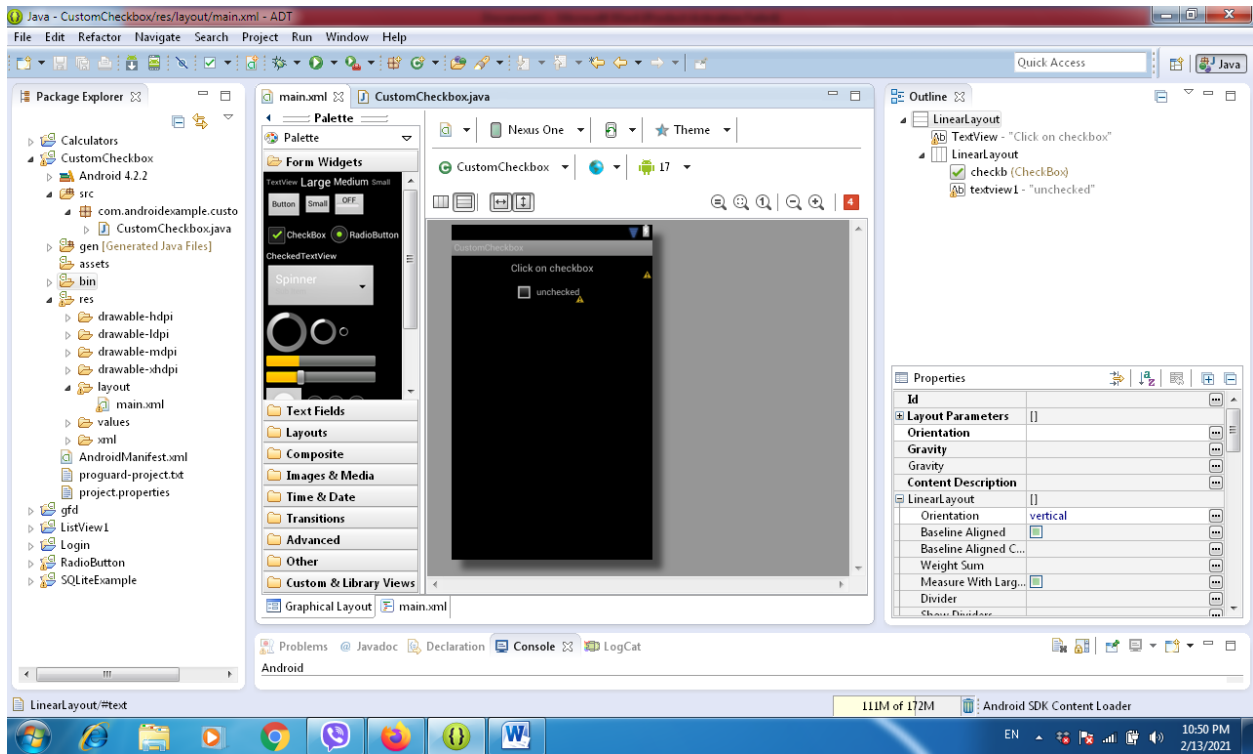 Java - CustomCheckbox/res/layout/main.xml - ADT
File Edit Refactor Navigate Search Project Run Window Help
Quick Access
Java
Package Explorer
Calculators
CustomCheckbox
Android 4.2.2
src
com.androidexample.custo
CustomCheckbox.java
gen [Generated Java Files]
assets
bin
res
drawable-hdpi
drawable-ldpi
drawable-mdpi
drawable-xhdpi
layout
main.xml
values
xml
AndroidManifest.xml
proguard-project.txt
project.properties
gfd
ListView1
Login
RadioButton
SQLiteExample
main.xml CustomCheckbox.java
Palette
Palette
Form Widgets
TextView Large Medium Small
Button Small OFF
CheckBox RadioButton
CheckedTextView
Spinner
Text Fields
Layouts
Composite
Images & Media
Time & Date
Transitions
Advanced
Other
Custom & Library Views
Graphical Layout main.xml
Nexus One Theme
CustomCheckbox 17
4
CustomCheckbox
Click on checkbox
unchecked
Outline
LinearLayout
Ab TextView - "Click on checkbox"
LinearLayout
checkb (CheckBox)
Ab textview1 - "unchecked"
Properties
Id
Layout Parameters []
Orientation
Gravity
Gravity
Content Description
LinearLayout []
Orientation vertical
Baseline Aligned
Baseline Aligned C...
Weight Sum
Measure With Larg...
Divider
Show Dividers
Problems @ Javadoc Declaration Console LogCat
Android
LinearLayout/#text
111M of 172M
Android SDK Content Loader
EN
10:50 PM
2/13/2021